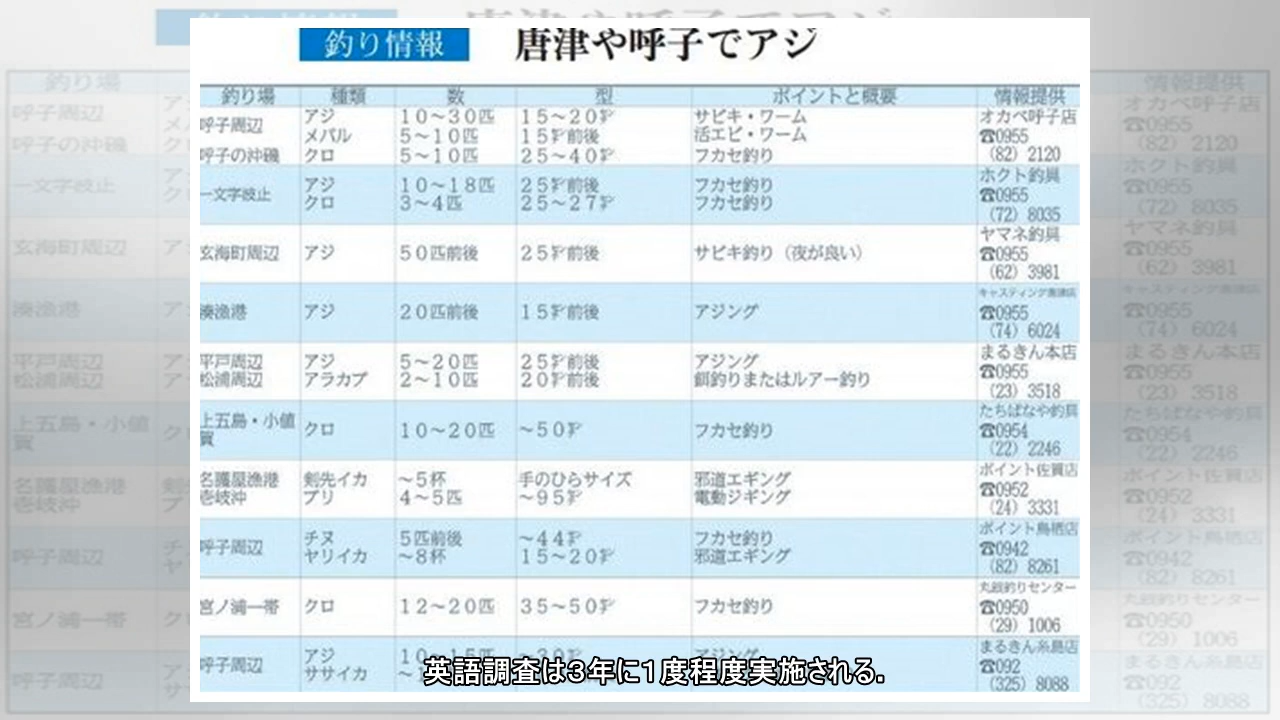 釣り情報 唐津や呼子でアジ
釣り場 種類 数 型 ポイントと概要 情報提供
呼子周辺 アジ 10～30匹 15～20㌢ サビキ・ワーム オカベ呼子店
メバル 5～10匹 15㌢前後 活エビ・ワーム ☎0955
呼子の沖磯 クロ 5～10匹 25～40㌢ フカセ釣り (82) 2120
一文字波止 アジ 10～18匹 25㌢前後 フカセ釣り ホクト釣具
クロ 3～4匹 25～27㌢ フカセ釣り ☎0955
(72) 8035
玄海町周辺 アジ 50匹前後 25㌢前後 サビキ釣り（夜が良い） ヤマネ釣具
☎0955
(62) 3981
湊漁港 アジ 20匹前後 15㌢前後 アジング キャスティング唐津店
☎0955
(74) 6024
平戸周辺 アジ 5～20匹 25㌢前後 アジング まるきん本店
松浦周辺 アラカブ 2～10匹 20㌢前後 餌釣りまたはルアー釣り ☎0955
(23) 3518
上五島・小値賀 クロ 10～20匹 ～50㌢ フカセ釣り たちばなや釣具
☎0954
(22) 2246
名護屋漁港 剣先イカ ～5杯 手のひらサイズ 邪道エギング ポイント佐賀店
壱岐沖 ブリ 4～5匹 ～95㌢ 電動ジギング ☎0952
(24) 3331
呼子周辺 チヌ 5匹前後 ～44㌢ フカセ釣り ポイント鳥栖店
ヤリイカ ～8杯 15～20㌢ 邪道エギング ☎0942
(82) 8261
宮ノ浦一帯 クロ 12～20匹 35～50㌢ フカセ釣り 丸銀釣りセンター
☎0950
(29) 1006
呼子周辺 アジ 10～15匹 ～30㌢ アジング まるきん糸島店
ササイカ ☎092
(325) 8088
英語調査は3年に1度程度実施される.